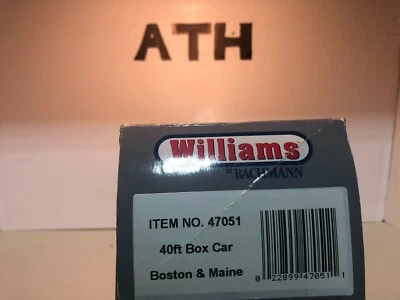 ATH
Williams
BY BACHMANN
ITEM NO. 47051
40ft Box Car
Boston & Maine
0 22899 47051 1